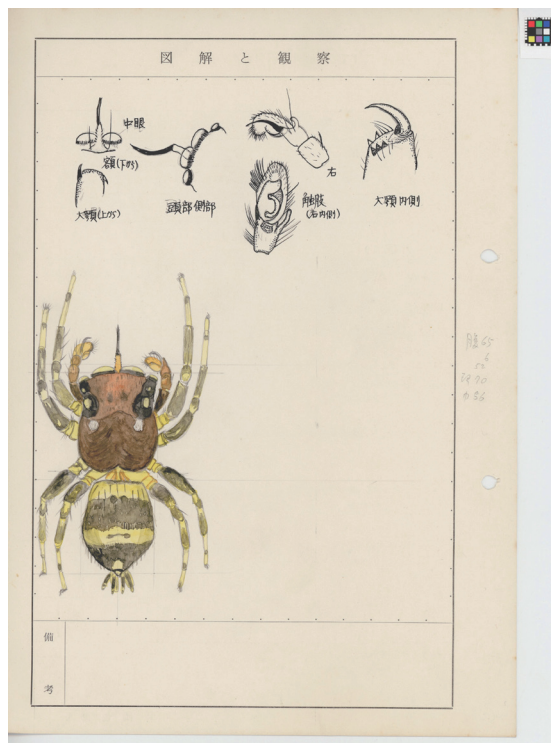 図解と観察
中眼
額(下から)
大顎(上から)
頭部側部
右
触肢
(右内側)
大顎内側
備考